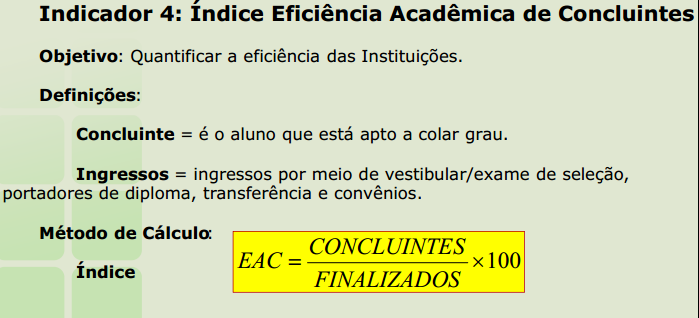 Indicador 4: Índice Eficiência Acadêmica de Concluintes
Objetivo: Quantificar a eficiência das Instituições.
Definições:
Concluinte = é o aluno que está apto a colar grau.
Ingressos = ingressos por meio de vestibular/exame de seleção,
portadores de diploma, transferência e convênios.
Método de Cálculo:
Índice
EAC = CONCLUINTES / FINALIZADOS ×100